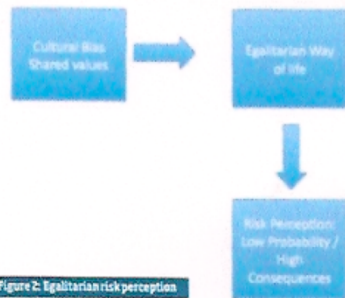 Cultural Bias
Shared values
Egalitarian Way
of life
Risk Perception:
Low Probability /
High
Consequences
Figure 2: Egalitarian risk perception